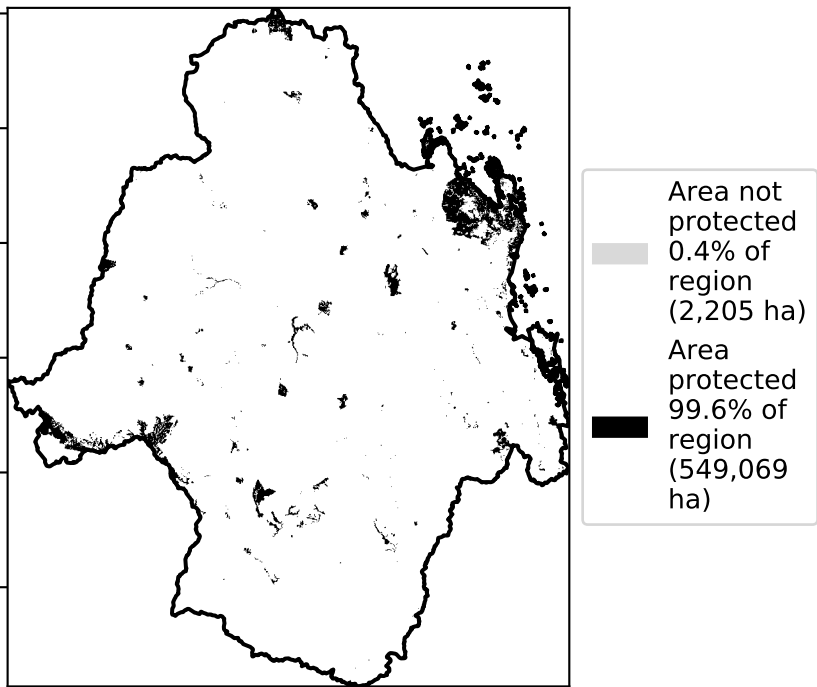 Area not
protected
0.4% of
region
(2,205 ha)
Area
protected
99.6% of
region
(549,069
ha)